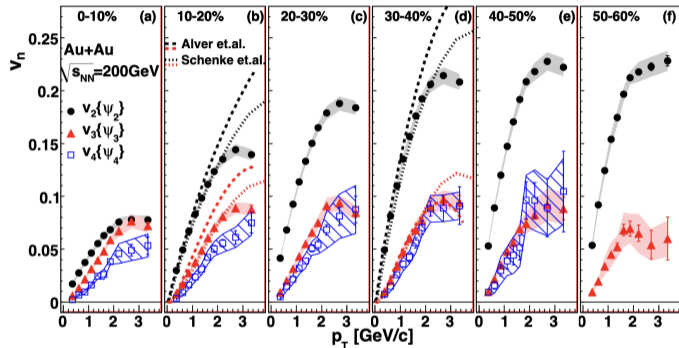 0-10% (a) 10-20% (b) 20-30% (c) 30-40% (d) 40-50% (e) 50-60% (f)
Au+Au
√s_NN=200GeV
v₂{ψ₂}
v₃{ψ₃}
v₄{ψ₄}
Alver et.al.
Schenke et.al.
v_n
0.25
0.2
0.15
0.1
0.05
0
0 1 2 3 0 1 2 3 0 1 2 3 0 1 2 3 0 1 2 3 0 1 2 3
p_T [GeV/c]